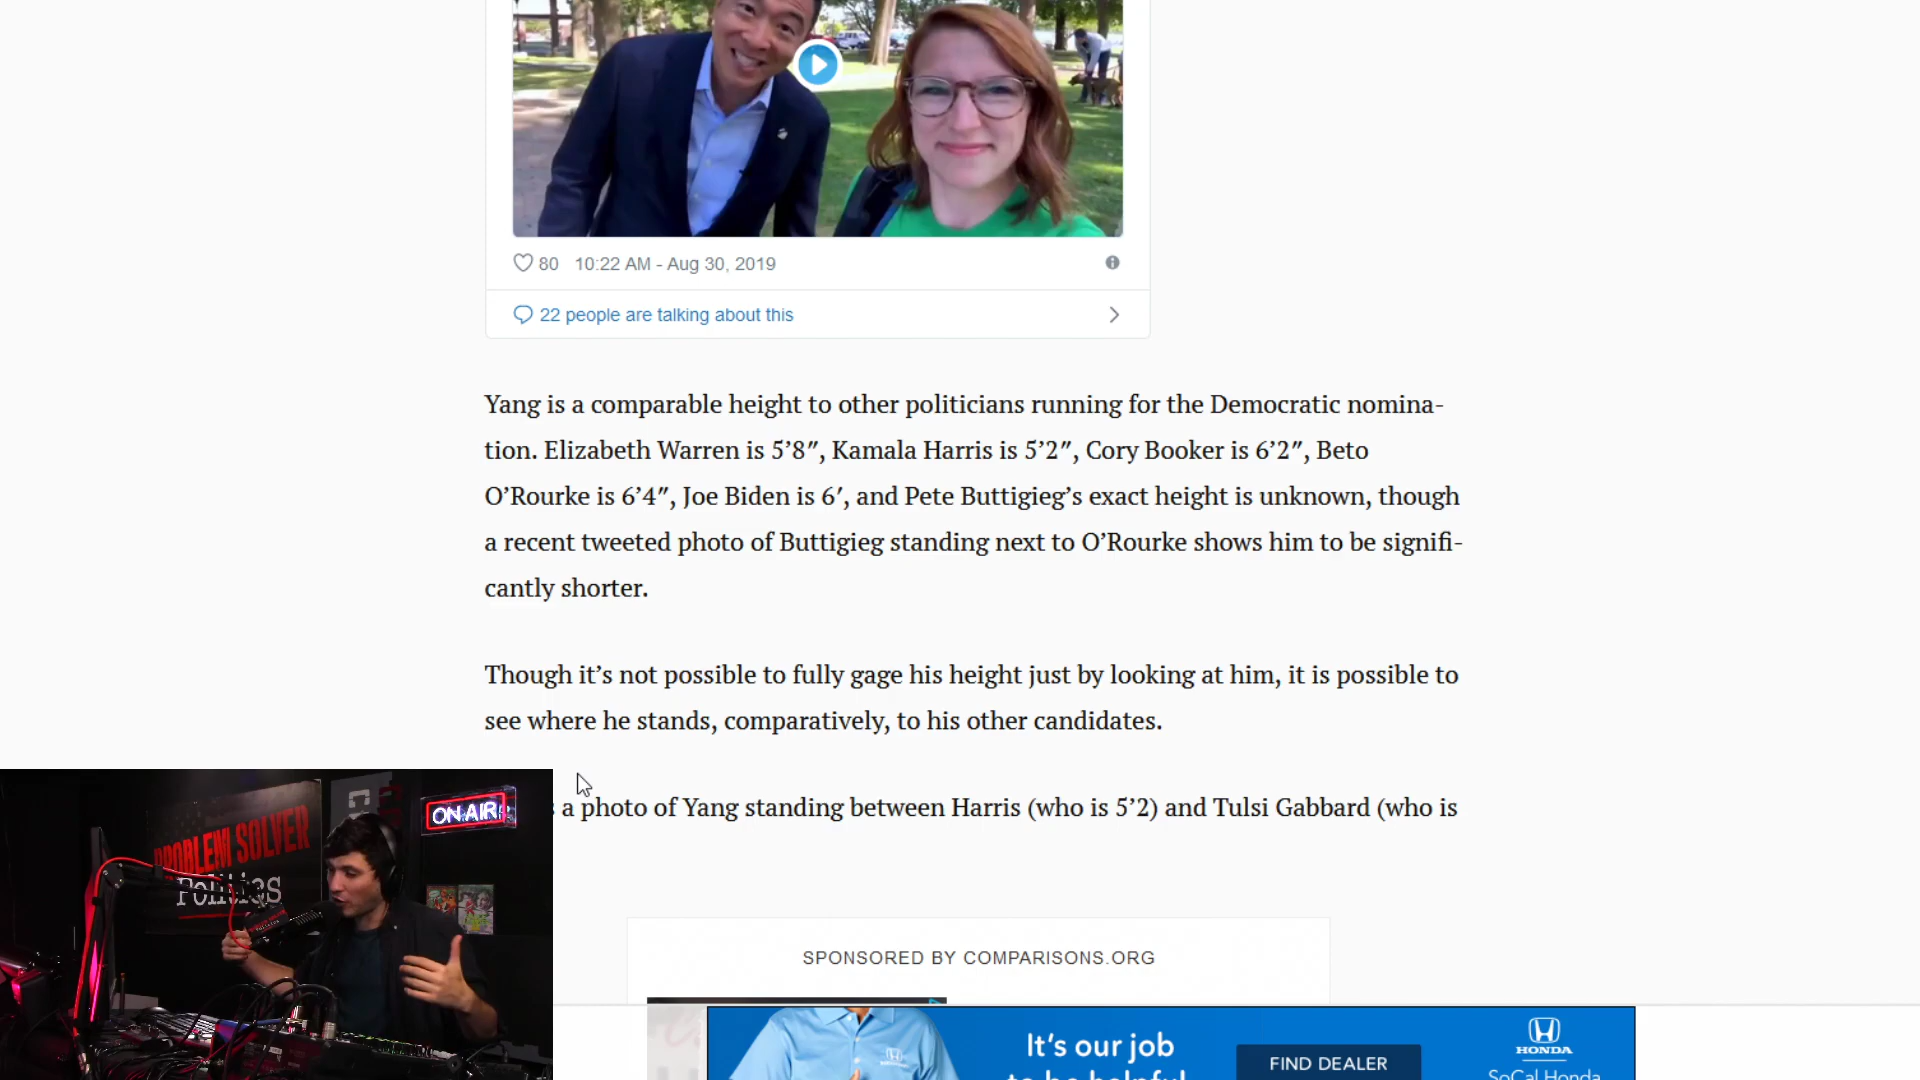 80 10:22 AM - Aug 30, 2019
22 people are talking about this
Yang is a comparable height to other politicians running for the Democratic nomina-
tion. Elizabeth Warren is 5’8″, Kamala Harris is 5’2″, Cory Booker is 6’2″, Beto
O’Rourke is 6’4″, Joe Biden is 6′, and Pete Buttigieg’s exact height is unknown, though
a recent tweeted photo of Buttigieg standing next to O’Rourke shows him to be signifi-
cantly shorter.
Though it’s not possible to fully gage his height just by looking at him, it is possible to
see where he stands, comparatively, to his other candidates.
a photo of Yang standing between Harris (who is 5’2) and Tulsi Gabbard (who is
ON AIR
PROBLEM SOLVER
Politics
SPONSORED BY COMPARISONS.ORG
It’s our job
to be helpful
FIND DEALER
HONDA
SoCal Honda